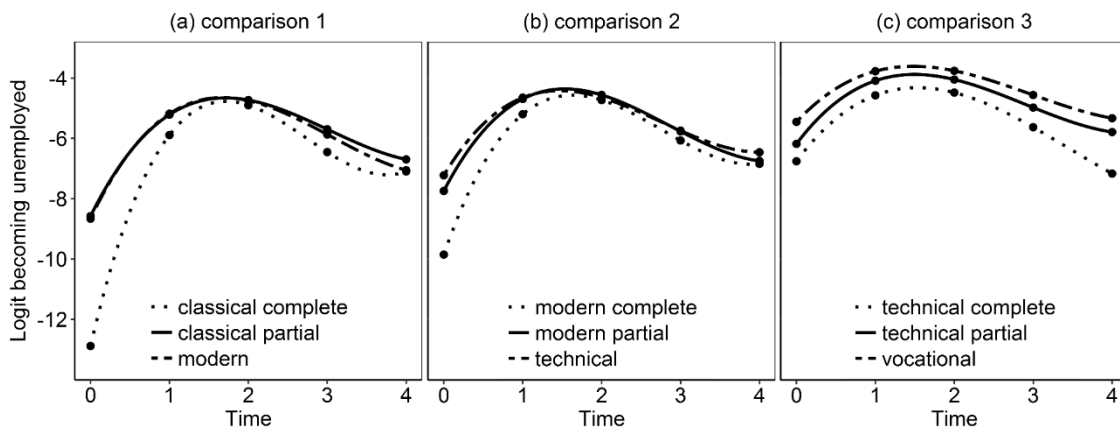 (a) comparison 1
(b) comparison 2
(c) comparison 3
Logit becoming unemployed
-4
-6
-8
-10
-12
classical complete
classical partial
modern
modern complete
modern partial
technical
technical complete
technical partial
vocational
0 1 2 3 4
0 1 2 3 4
0 1 2 3 4
Time
Time
Time